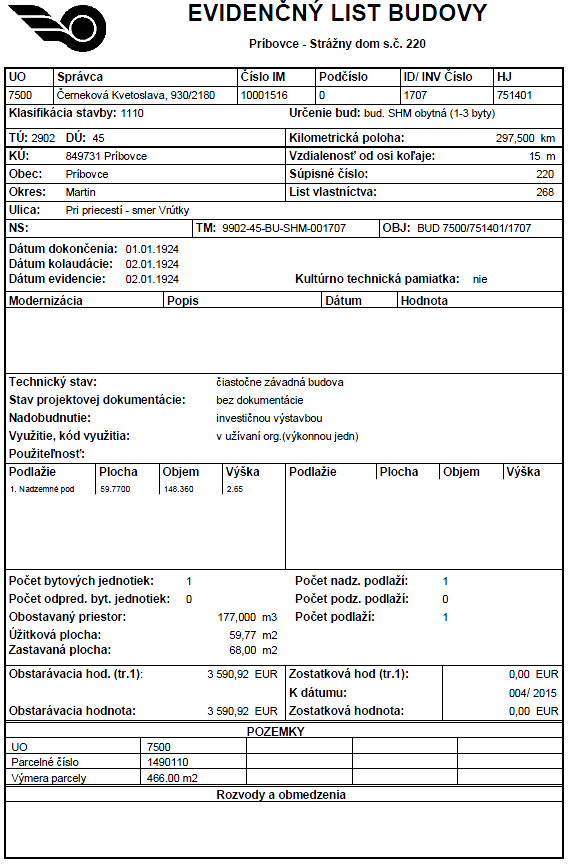 EVIDENČNÝ LIST BUDOVY
Príbovce - Strážny dom s.č. 220
UO Správca Číslo IM Podčíslo ID/ INV Číslo HJ
7500 Černeková Kvetoslava, 930/2180 10001516 0 1707 751401
Klasifikácia stavby: 1110 Určenie bud: bud. SHM obytná (1-3 byty)
TÚ: 2902 DÚ: 45 Kilometrická poloha: 297,500 km
KÚ: 849731 Príbovce Vzdialenosť od osi koľaje: 15 m
Obec: Príbovce Súpisné číslo: 220
Okres: Martin List vlastníctva: 268
Ulica: Pri priecestí - smer Vrútky
NS: TM: 9902-45-BU-SHM-001707 OBJ: BUD 7500/751401/1707
Dátum dokončenia: 01.01.1924
Dátum kolaudácie: 02.01.1924
Dátum evidencie: 02.01.1924 Kultúrno technická pamiatka: nie
Modernizácia Popis Dátum Hodnota
Technický stav: čiastočne závadná budova
Stav projektovej dokumentácie: bez dokumentácie
Nadobudnutie: investičnou výstavbou
Využitie, kód využitia: v užívaní org.(výkonnou jedn)
Použiteľnosť:
Podlažie Plocha Objem Výška Podlažie Plocha Objem Výška
1. Nadzemné pod 59.7700 148.360 2.65
Počet bytových jednotiek: 1 Počet nadz. podlaží: 1
Počet odpred. byt. jednotiek: 0 Počet podz. podlaží: 0
Obostavaný priestor: 177,000 m3 Počet podlaží: 1
Úžitková plocha: 59,77 m2
Zastavaná plocha: 68,00 m2
Obstarávacia hod. (tr.1): 3 590,92 EUR Zostatková hod (tr.1): 0,00 EUR
K dátumu: 004/ 2015
Obstarávacia hodnota: 3 590,92 EUR Zostatková hodnota: 0,00 EUR
POZEMKY
UO 7500
Parcelné číslo 1490110
Výmera parcely 466.00 m2
Rozvody a obmedzenia